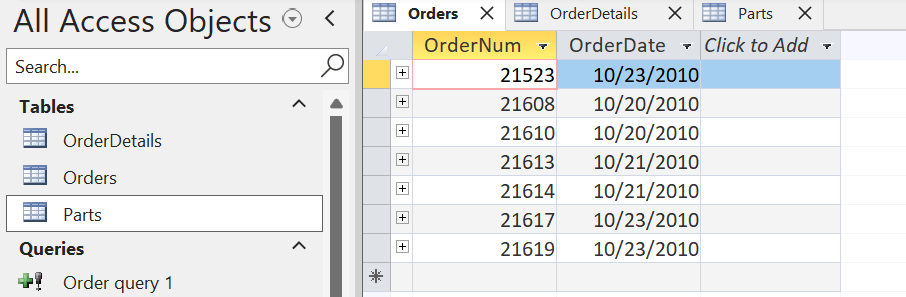 All Access Objects
Search...
Tables
OrderDetails
Orders
Parts
Queries
Order query 1
Orders OrderDetails Parts
OrderNum OrderDate Click to Add
21523 10/23/2010
21608 10/20/2010
21610 10/20/2010
21613 10/21/2010
21614 10/21/2010
21617 10/23/2010
21619 10/23/2010